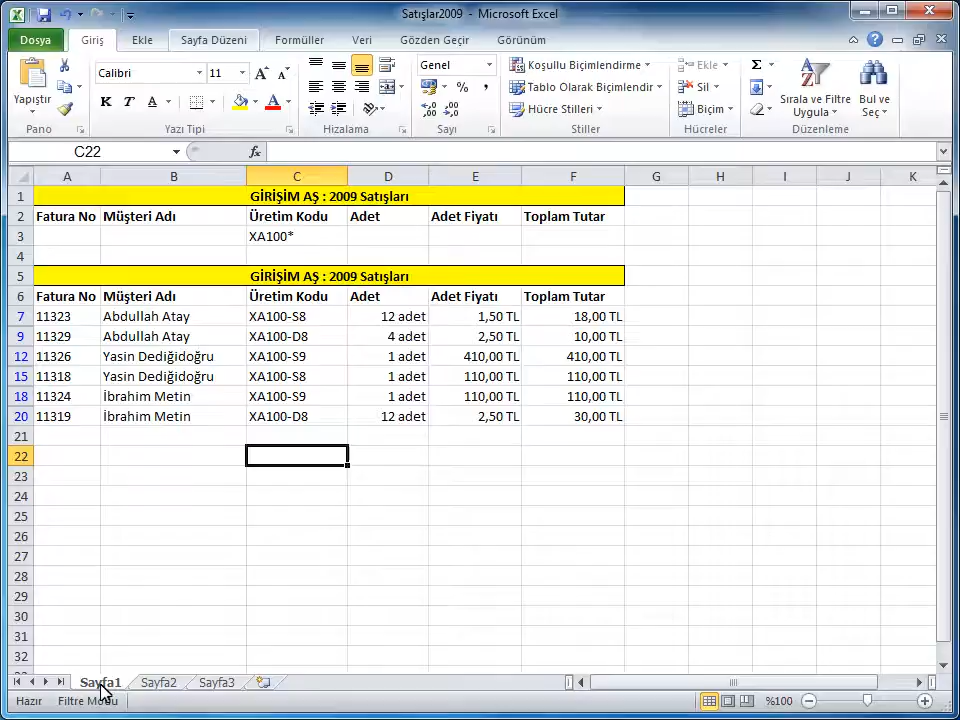 Satışlar2009 - Microsoft Excel
Dosya Giriş Ekle Sayfa Düzeni Formüller Veri Gözden Geçir Görünüm
Calibri 11 Genel Koşullu Biçimlendirme Ekle Σ
Yapıştır K T A Tablo Olarak Biçimlendir Sil Sırala ve Filtre Uygula Bul ve Seç
Hücre Stilleri Biçim
Pano Yazı Tipi Hizalama Sayı Stiller Hücreler Düzenleme
C22 fx
A B C D E F G H I J K
1 GİRİŞİM AŞ : 2009 Satışları
2 Fatura No Müşteri Adı Üretim Kodu Adet Adet Fiyatı Toplam Tutar
3 XA100*
4
5 GİRİŞİM AŞ : 2009 Satışları
6 Fatura No Müşteri Adı Üretim Kodu Adet Adet Fiyatı Toplam Tutar
7 11323 Abdullah Atay XA100-S8 12 adet 1,50 TL 18,00 TL
9 11329 Abdullah Atay XA100-D8 4 adet 2,50 TL 10,00 TL
12 11326 Yasin Dediğidoğru XA100-S9 1 adet 410,00 TL 410,00 TL
15 11318 Yasin Dediğidoğru XA100-S8 1 adet 110,00 TL 110,00 TL
18 11324 İbrahim Metin XA100-S9 1 adet 110,00 TL 110,00 TL
20 11319 İbrahim Metin XA100-D8 12 adet 2,50 TL 30,00 TL
21
22
23
24
25
26
27
28
29
30
31
32
Sayfa1 Sayfa2 Sayfa3
Hazır Filtre Modu %100